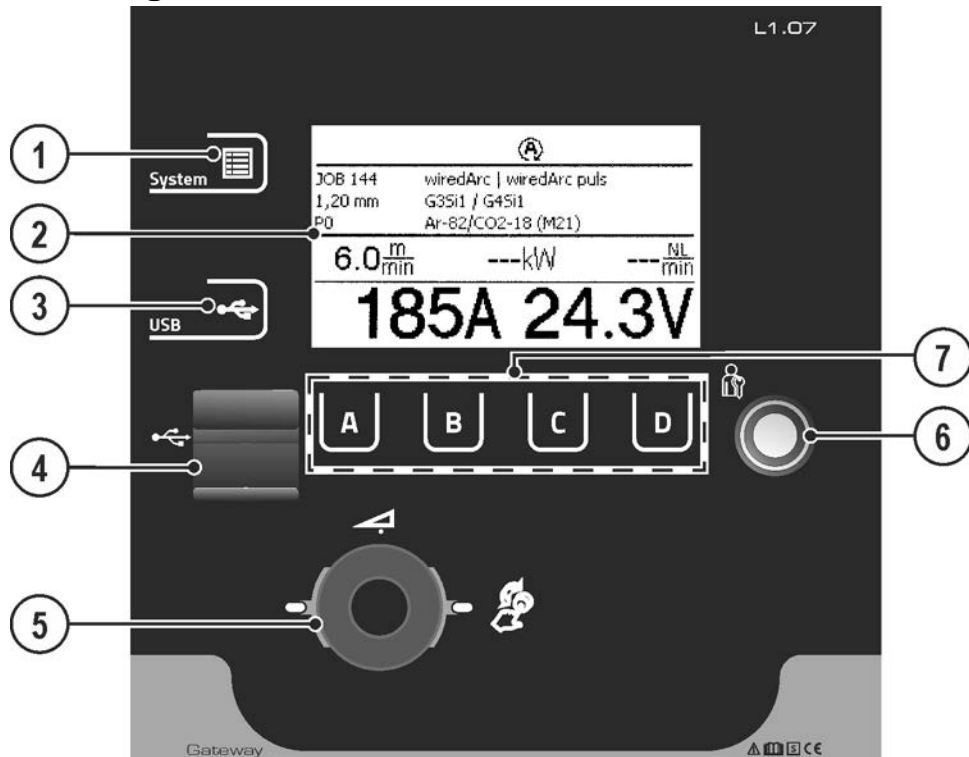 L1.07
1
System
2
JOB 144 wiredArc | wiredArc puls
1,20 mm G3Si1 / G4Si1
P0 Ar-82/CO2-18 (M21)
6.0 m/min ---kW ---NL/min
185A 24.3V
3
USB
7
A B C D
4
6
5
Gateway
S CE